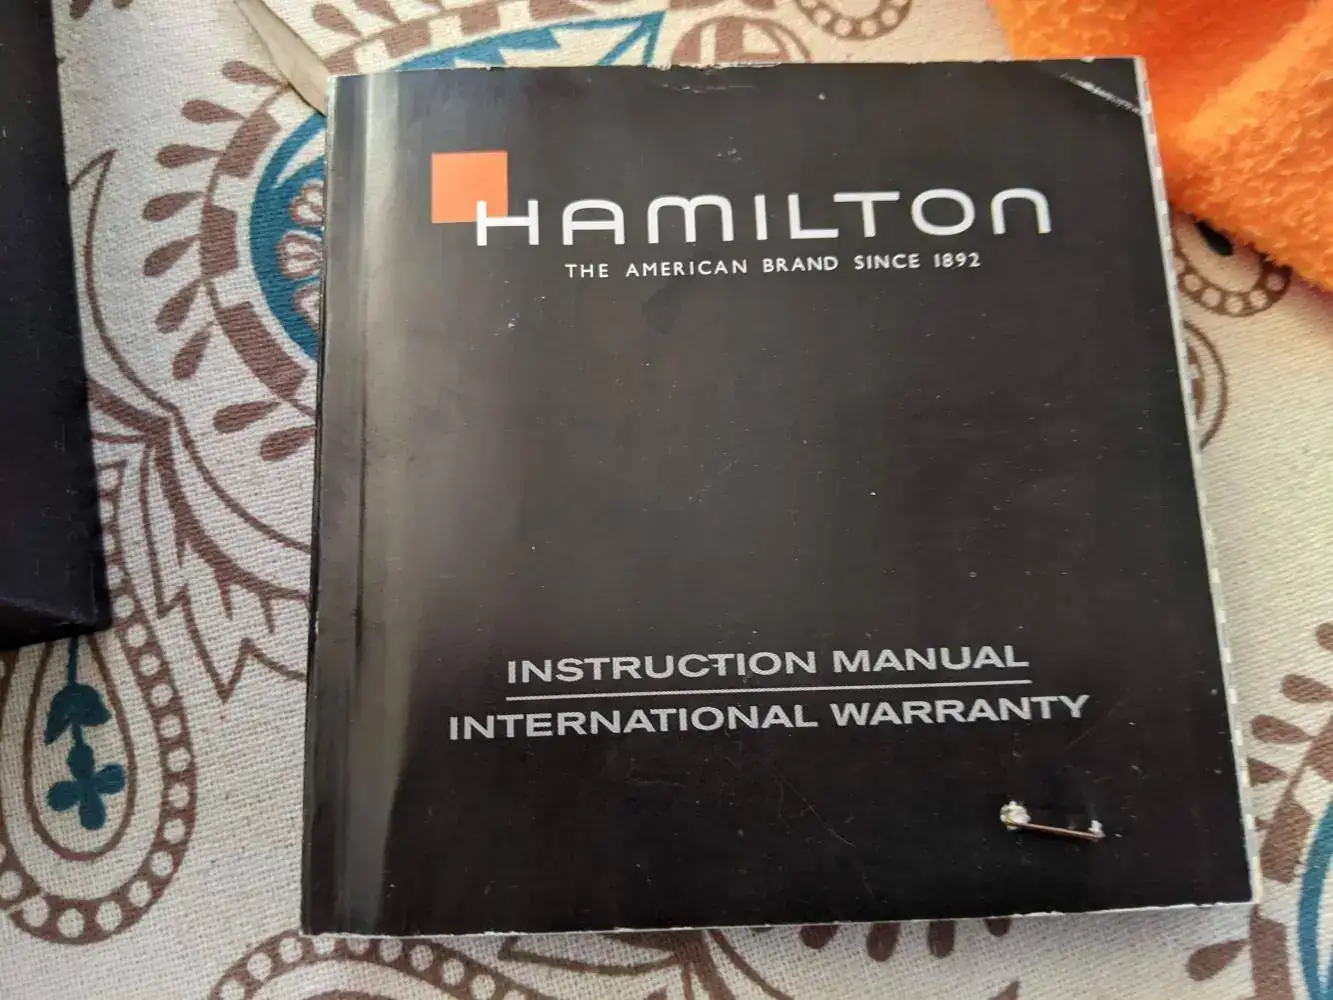 HAMILTON
THE AMERICAN BRAND SINCE 1892
INSTRUCTION MANUAL
INTERNATIONAL WARRANTY